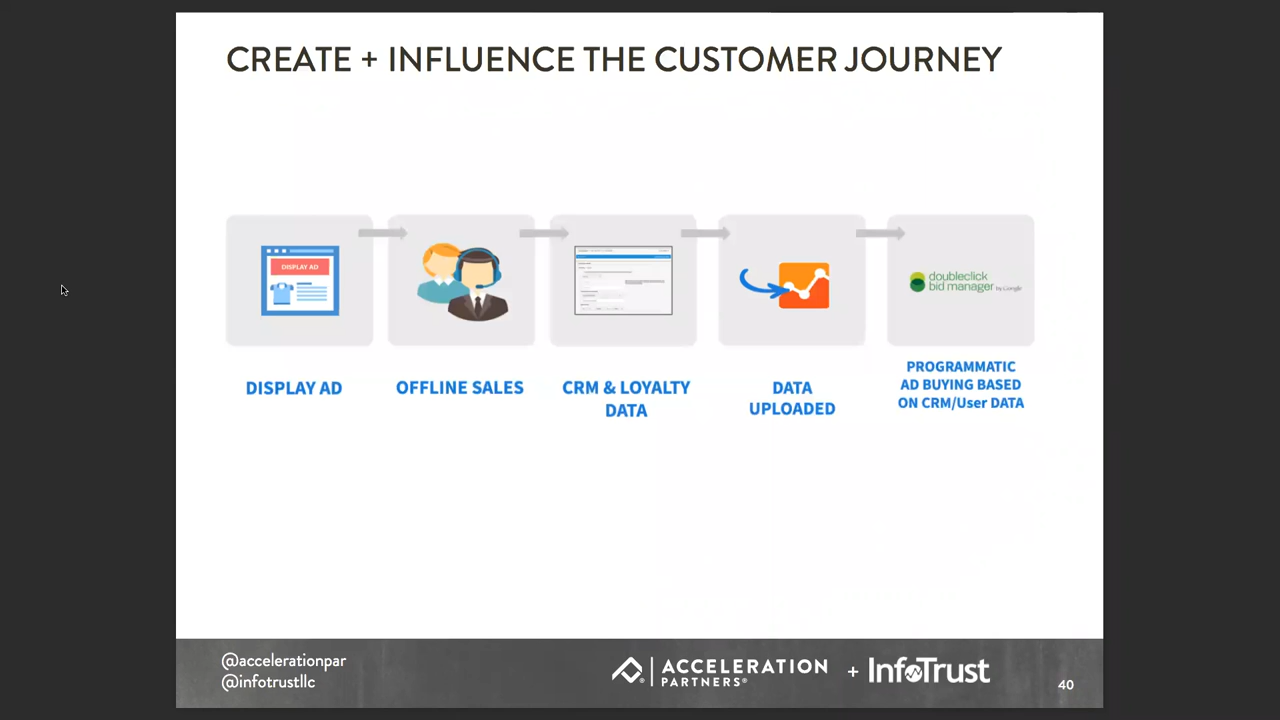 CREATE + INFLUENCE THE CUSTOMER JOURNEY
DISPLAY AD
doubleclick
bid manager by Google
DISPLAY AD
OFFLINE SALES
CRM & LOYALTY
DATA
DATA
UPLOADED
PROGRAMMATIC
AD BUYING BASED
ON CRM/User DATA
@accelerationpar
@infotrustllc
ACCELERATION
PARTNERS®
+
InfoTrust
40